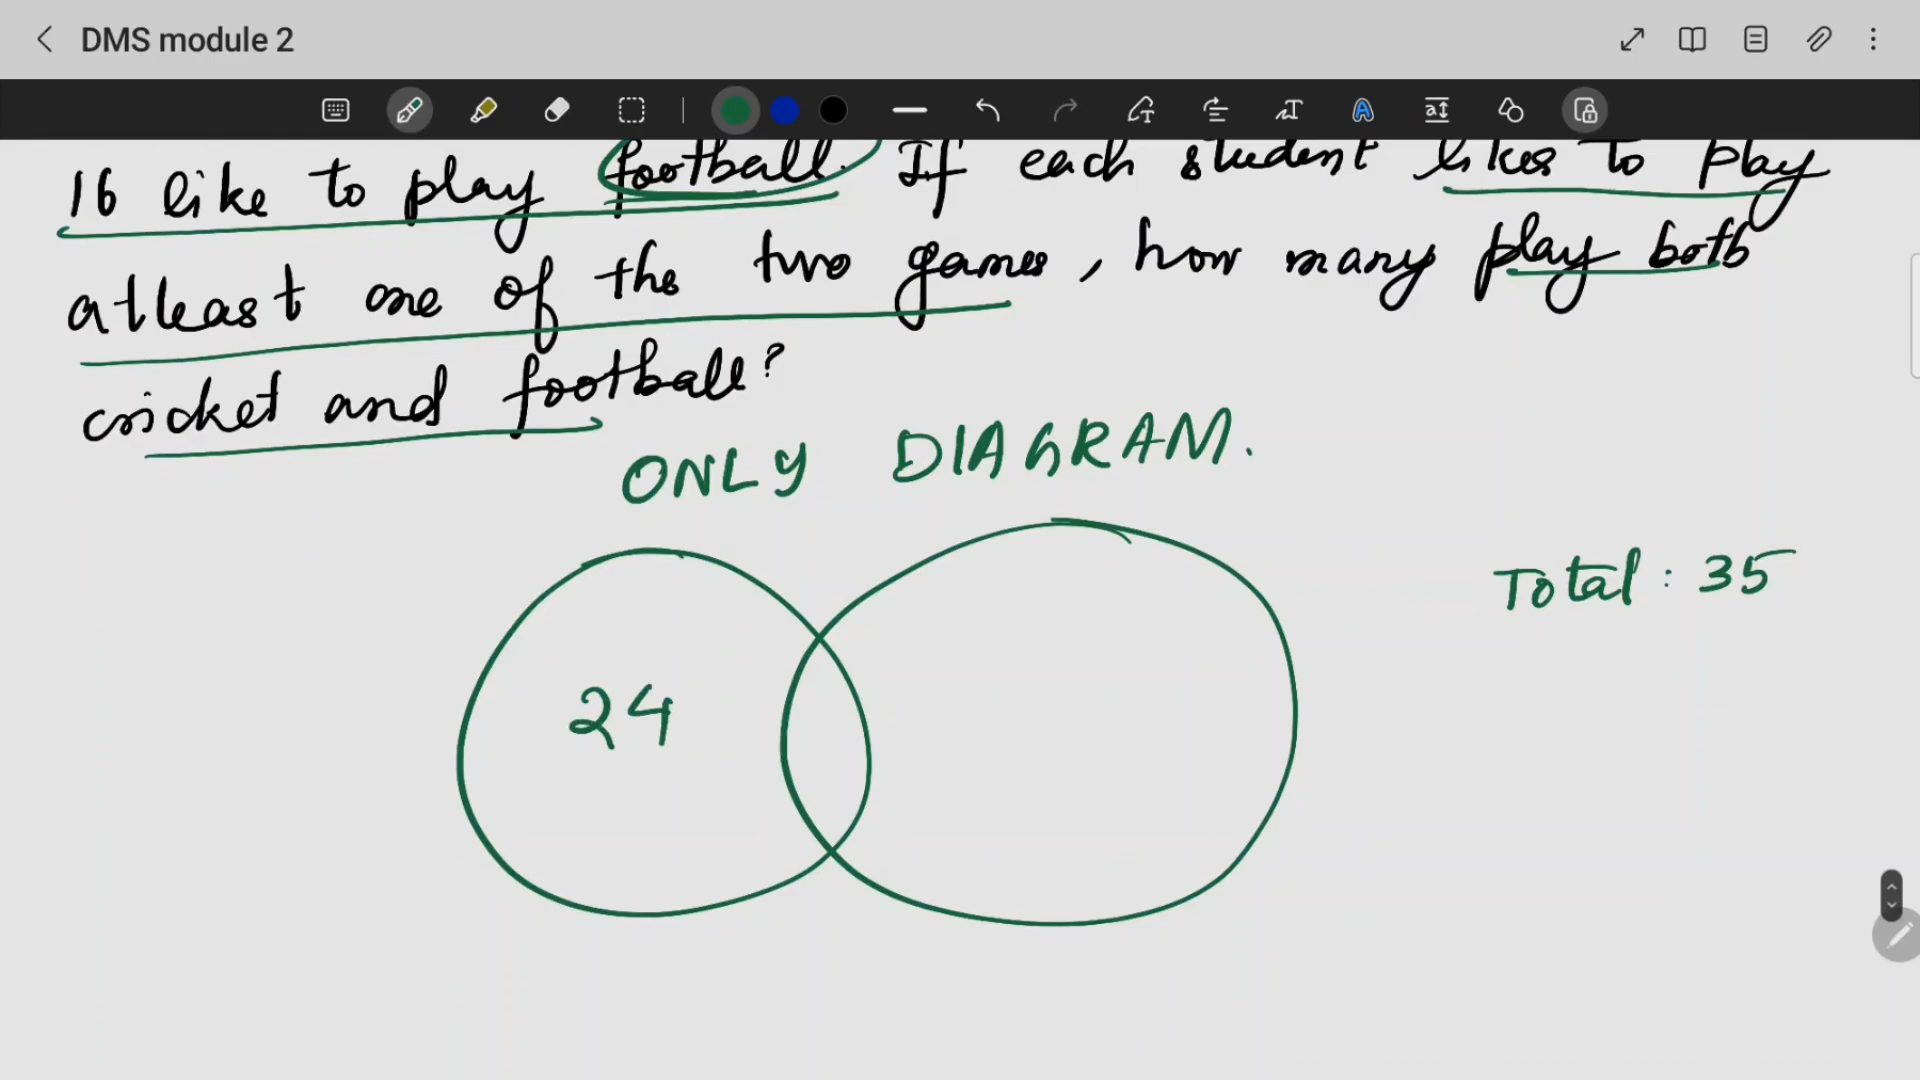 DMS module 2
16 like to play football. If each student likes to play
atleast one of the two games, how many play both
cricket and football?
ONLY DIAGRAM.
Total : 35
24